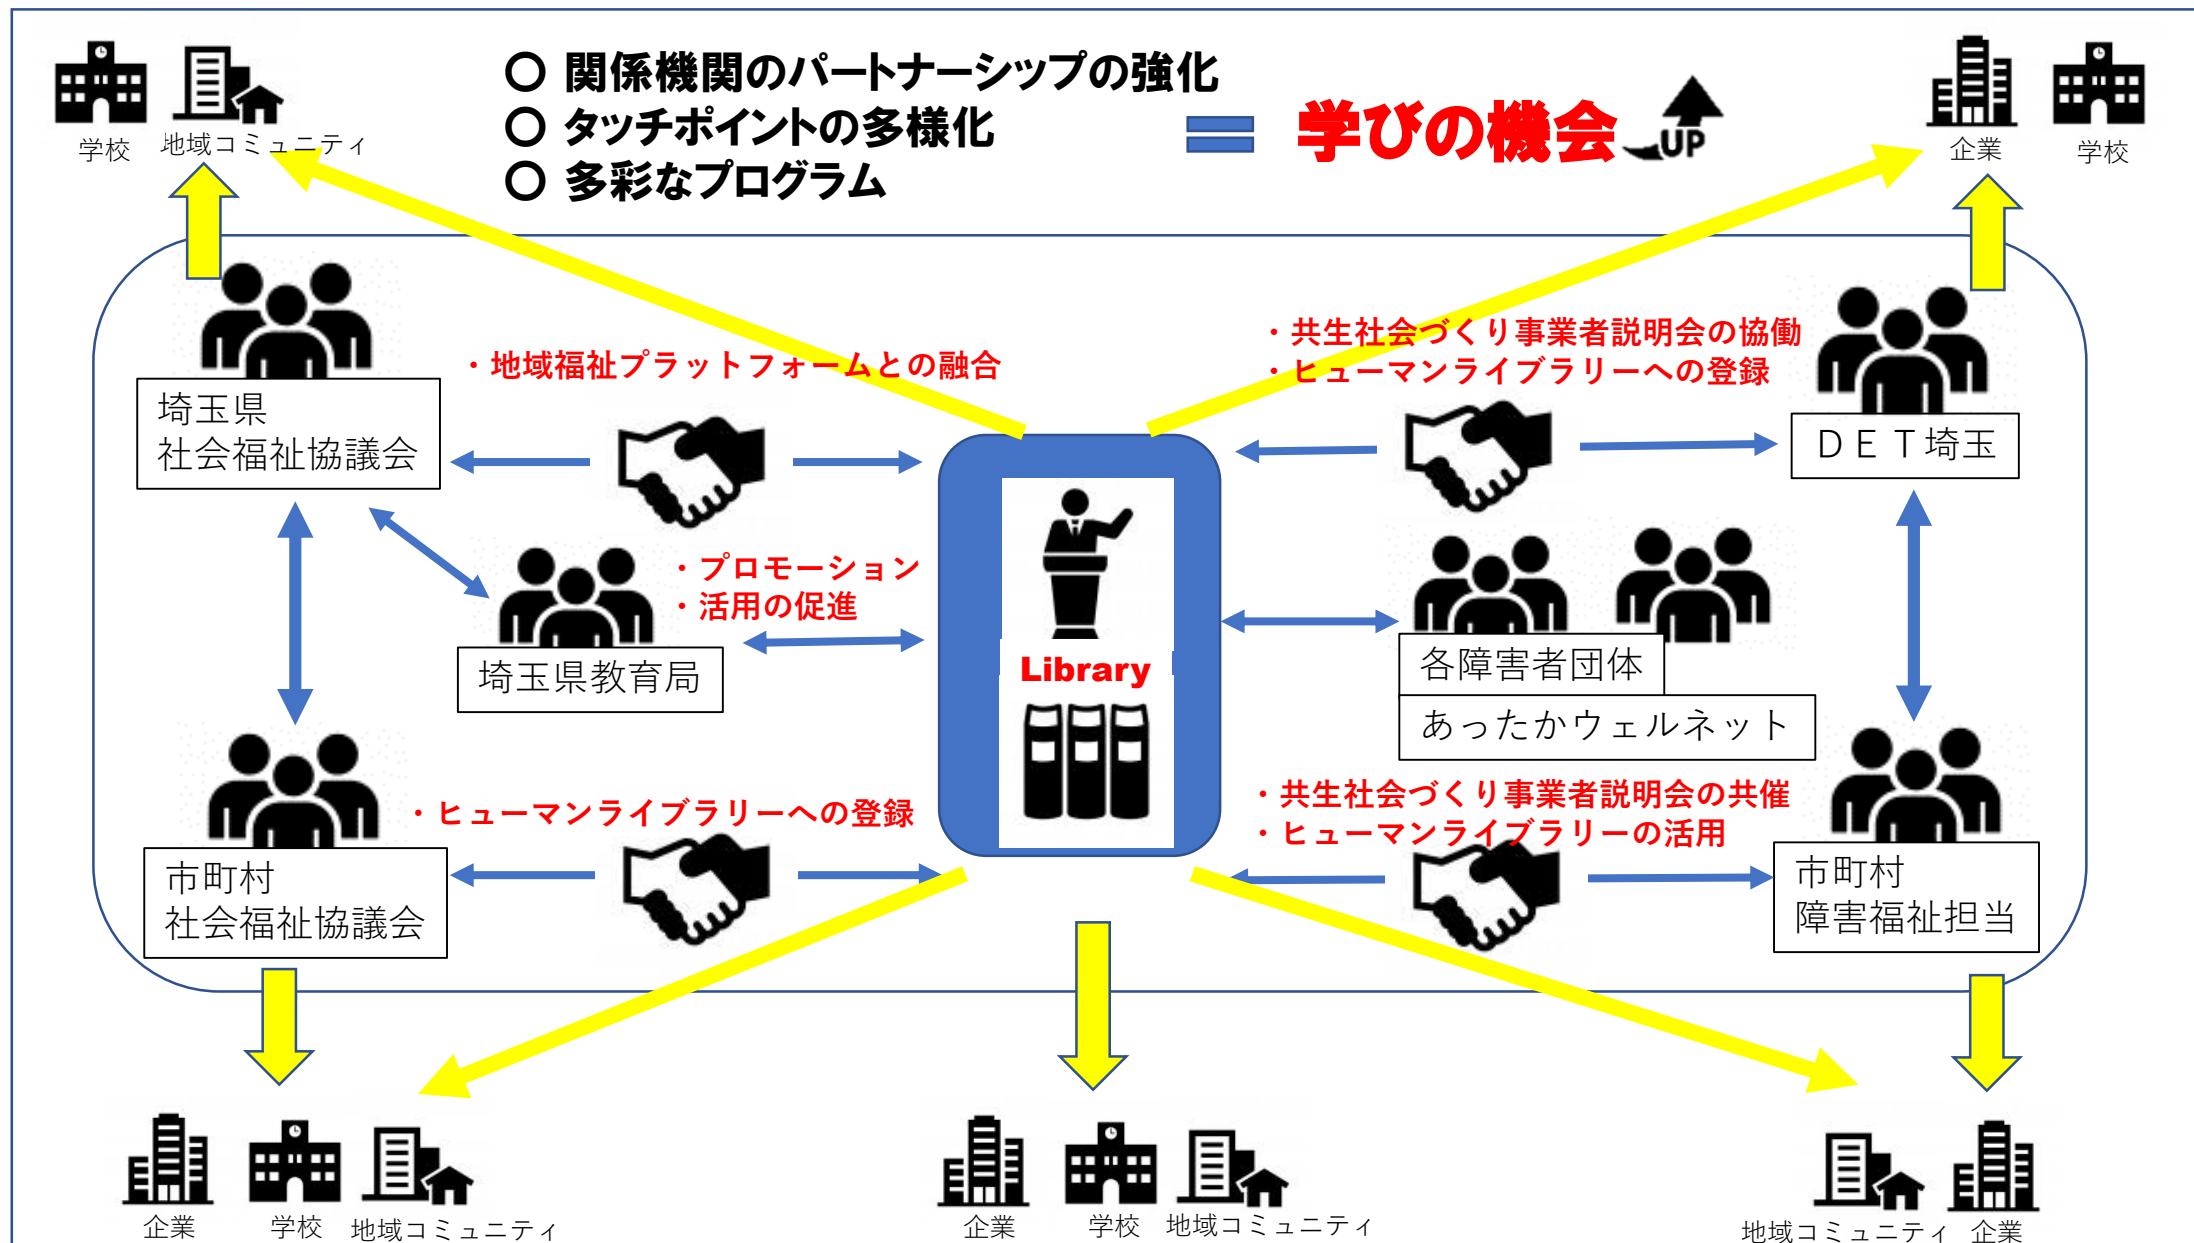 ○ 関係機関のパートナーシップの強化
○ タッチポイントの多様化
○ 多彩なプログラム
= 学びの機会 UP
学校
地域コミュニティ
企業
学校
・地域福祉プラットフォームとの融合
・共生社会づくり事業者説明会の協働
・ヒューマンライブラリーへの登録
埼玉県
社会福祉協議会
ＤＥＴ埼玉
・プロモーション
・活用の促進
埼玉県教育局
Library
各障害者団体
あったかウェルネット
・ヒューマンライブラリーへの登録
・共生社会づくり事業者説明会の共催
・ヒューマンライブラリーの活用
市町村
社会福祉協議会
市町村
障害福祉担当
企業
学校
地域コミュニティ
企業
学校
地域コミュニティ
地域コミュニティ
企業